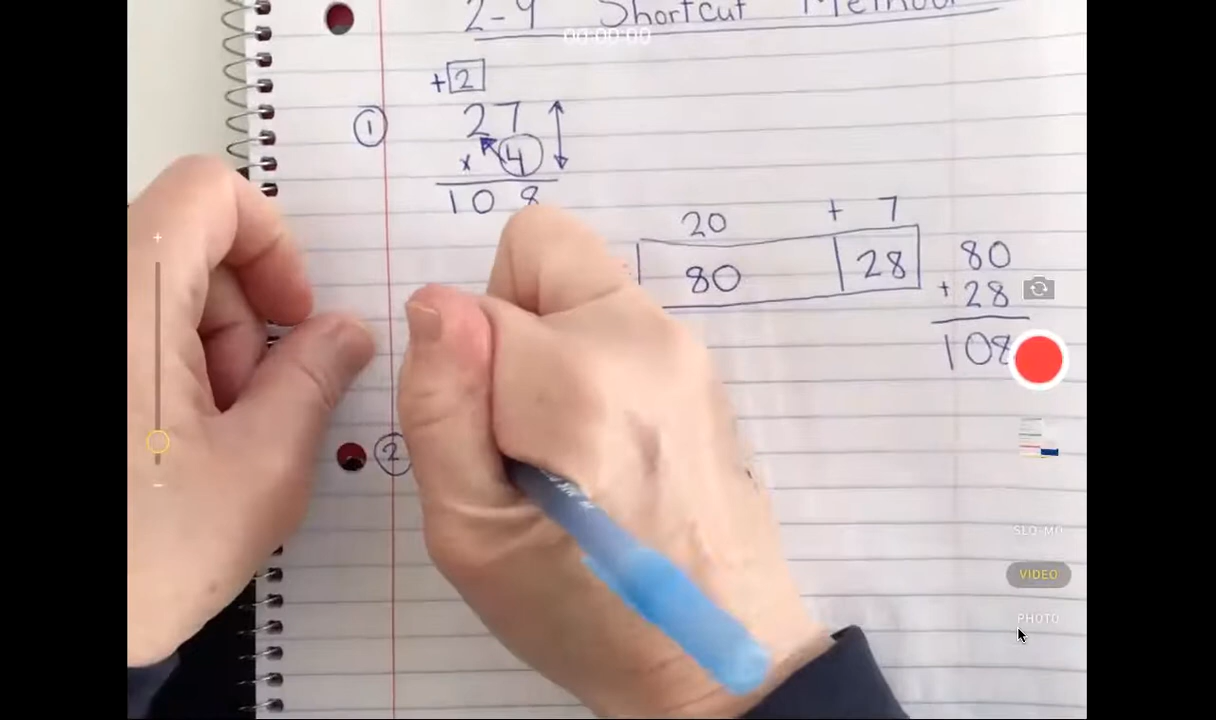 2-9 Shortcut Method
00:00:00
+ 2
① 27
x 4
108
20 + 7
80 28
80
+ 28
108
②
SLO-MO
VIDEO
PHOTO